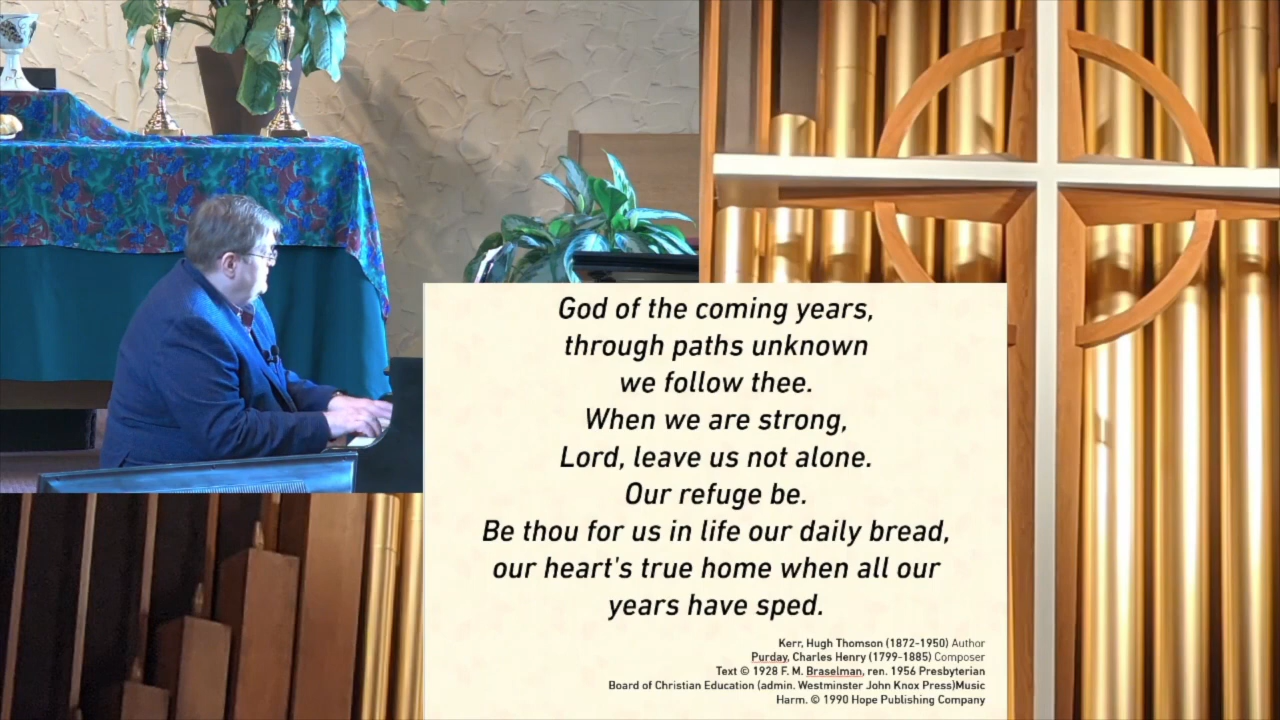 God of the coming years,
through paths unknown
we follow thee.
When we are strong,
Lord, leave us not alone.
Our refuge be.
Be thou for us in life our daily bread,
our heart's true home when all our
years have sped.
Kerr, Hugh Thomson (1872-1950) Author
Purday, Charles Henry (1799-1885) Composer
Text © 1928 F. M. Braselman, ren. 1956 Presbyterian
Board of Christian Education (admin. Westminster John Knox Press)Music
Harm. © 1990 Hope Publishing Company